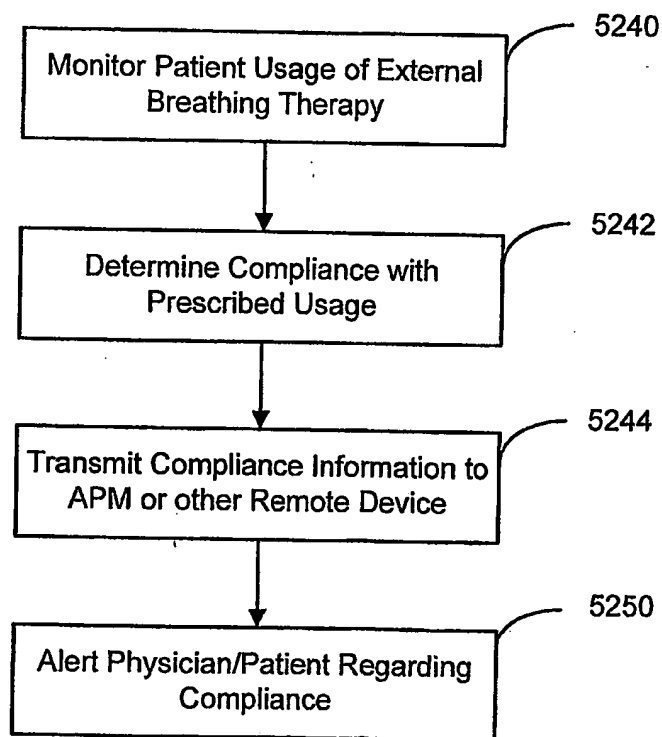 5240
Monitor Patient Usage of External
Breathing Therapy
5242
Determine Compliance with
Prescribed Usage
5244
Transmit Compliance Information to
APM or other Remote Device
5250
Alert Physician/Patient Regarding
Compliance